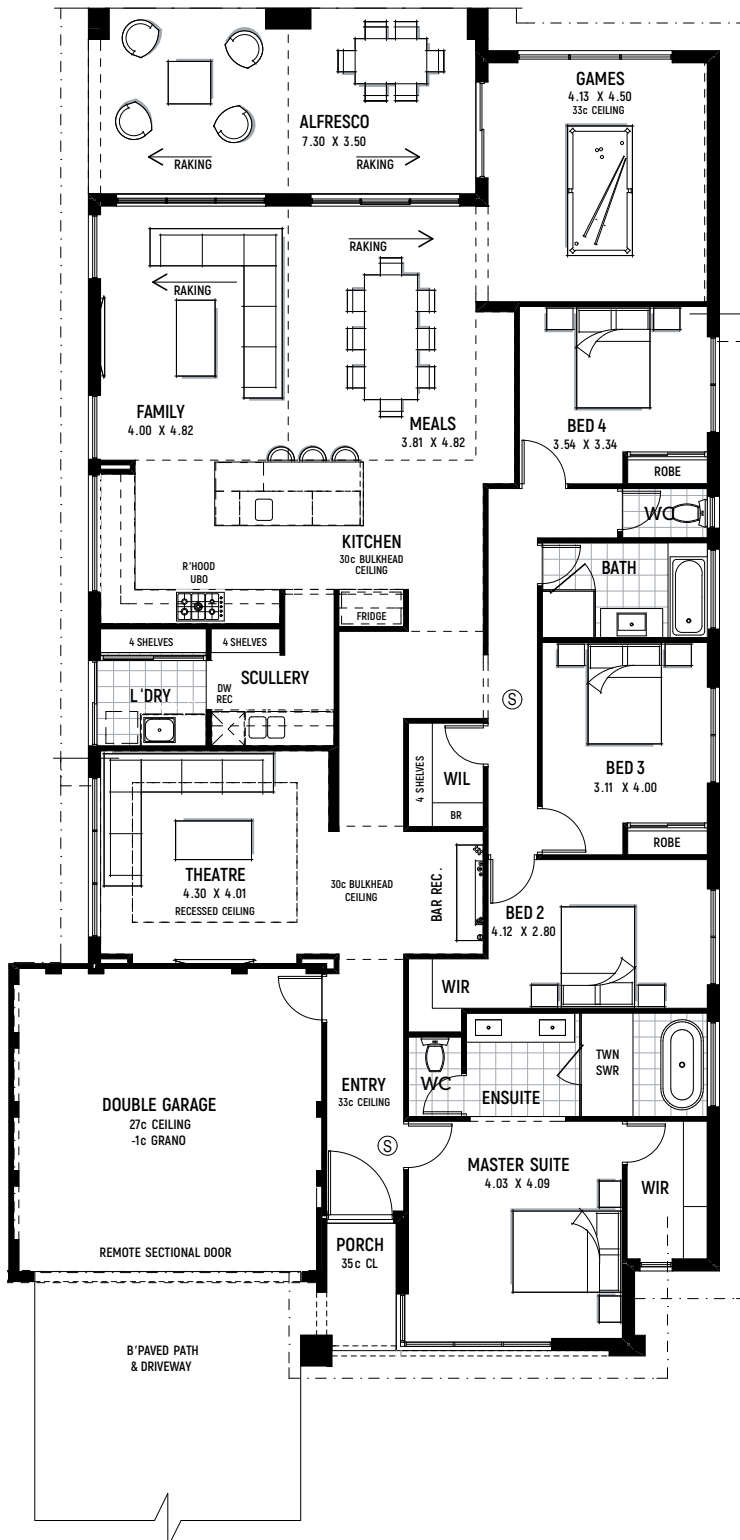 GAMES
4.13 X 4.50
33c CEILING
ALFRESCO
7.30 X 3.50
RAKING
RAKING
RAKING
RAKING
FAMILY
4.00 X 4.82
MEALS
3.81 X 4.82
BED 4
3.54 X 3.34
ROBE
WC
KITCHEN
30c BULKHEAD
CEILING
R'HOOD
UBO
BATH
FRIDGE
4 SHELVES
4 SHELVES
SCULLERY
L'DRY
DW
REC
S
BED 3
3.11 X 4.00
4 SHELVES
WIL
BR
ROBE
THEATRE
4.30 X 4.01
RECESSED CEILING
30c BULKHEAD
CEILING
BAR REC.
BED 2
4.12 X 2.80
WIR
WC
ENSUITE
TWN
SWR
ENTRY
33c CEILING
DOUBLE GARAGE
27c CEILING
-1c GRANO
S
MASTER SUITE
4.03 X 4.09
WIR
REMOTE SECTIONAL DOOR
PORCH
35c CL
B'PAVED PATH
& DRIVEWAY